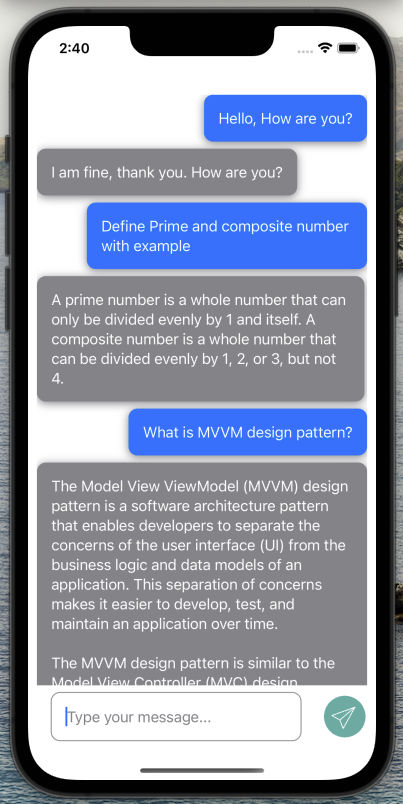 2:40
Hello, How are you?
I am fine, thank you. How are you?
Define Prime and composite number
with example
A prime number is a whole number that can
only be divided evenly by 1 and itself. A
composite number is a whole number that
can be divided evenly by 1, 2, or 3, but not
4.
What is MVVM design pattern?
The Model View ViewModel (MVVM) design
pattern is a software architecture pattern
that enables developers to separate the
concerns of the user interface (UI) from the
business logic and data models of an
application. This separation of concerns
makes it easier to develop, test, and
maintain an application over time.
The MVVM design pattern is similar to the
Model View Controller (MVC) design
Type your message...